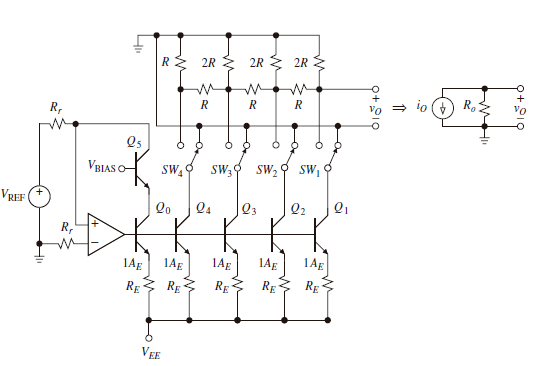 R 2R 2R 2R
R R R
+
v_O
−
⇒ i_O R_o
+
v_O
−
R_r
Q_5
V_BIAS
SW_4 SW_3 SW_2 SW_1
V_REF
+
R_r
+
−
Q_0 Q_4 Q_3 Q_2 Q_1
1A_E 1A_E 1A_E 1A_E 1A_E
R_E R_E R_E R_E R_E
V_EE